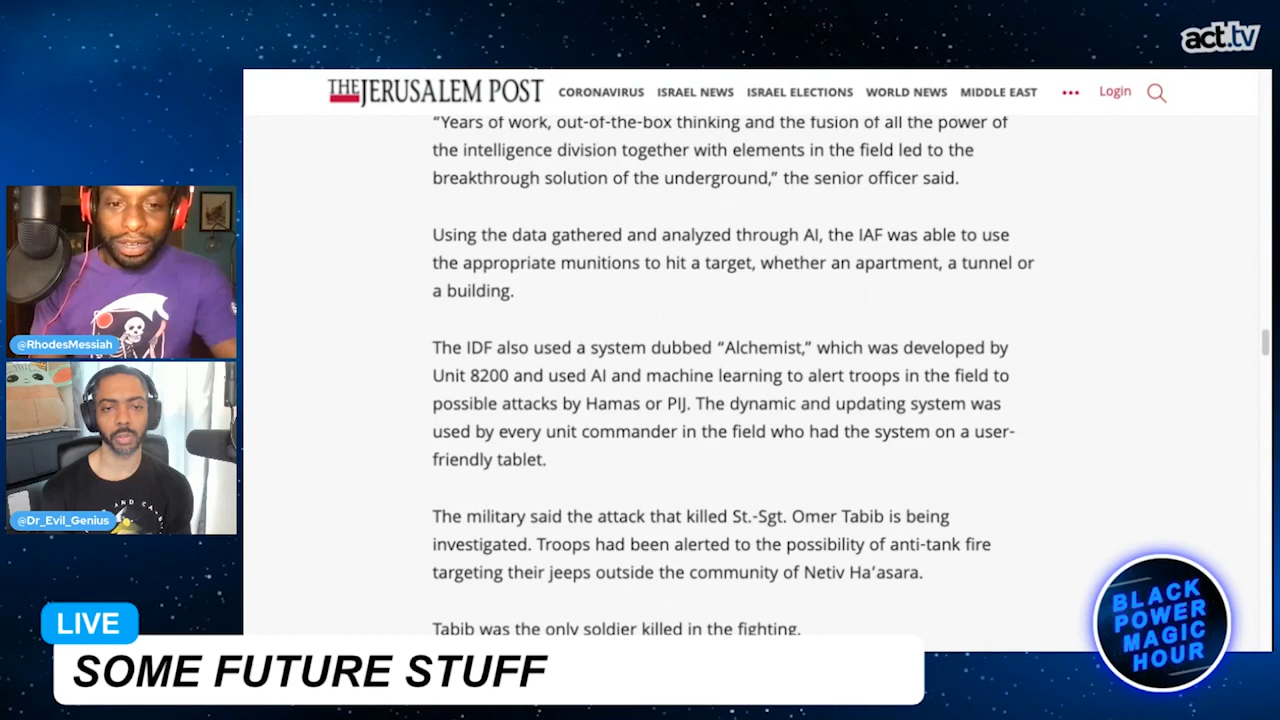 act.tv
THE JERUSALEM POST
CORONAVIRUS ISRAEL NEWS ISRAEL ELECTIONS WORLD NEWS MIDDLE EAST ••• Login
“Years of work, out-of-the-box thinking and the fusion of all the power of
the intelligence division together with elements in the field led to the
breakthrough solution of the underground,” the senior officer said.
Using the data gathered and analyzed through AI, the IAF was able to use
the appropriate munitions to hit a target, whether an apartment, a tunnel or
a building.
The IDF also used a system dubbed “Alchemist,” which was developed by
Unit 8200 and used AI and machine learning to alert troops in the field to
possible attacks by Hamas or PIJ. The dynamic and updating system was
used by every unit commander in the field who had the system on a user-
friendly tablet.
The military said the attack that killed St.-Sgt. Omer Tabib is being
investigated. Troops had been alerted to the possibility of anti-tank fire
targeting their jeeps outside the community of Netiv Ha’asara.
Tabib was the only soldier killed in the fighting.
@RhodesMessiah
@Dr_Evil_Genius
LIVE
SOME FUTURE STUFF
BLACK
POWER
MAGIC
HOUR